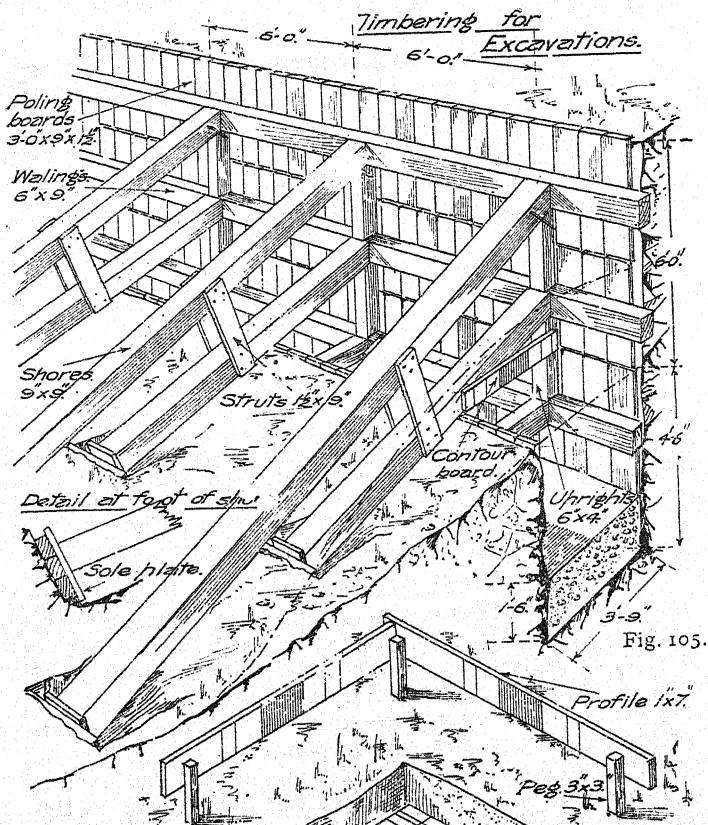 Timbering for
Excavations.
6'-0"
6'-0"
Poling
boards
3'-0"x9"x1½"
Walings
6"x9"
6'-0"
Shores.
9"x9"
Struts 1½"x9"
4'-6"
Contour
board.
Uprights
6"x4"
Detail at foot of
Sole plate.
1'-6"
3'-9"
Fig. 105.
Profile 1"x7"
Peg 3"x3"